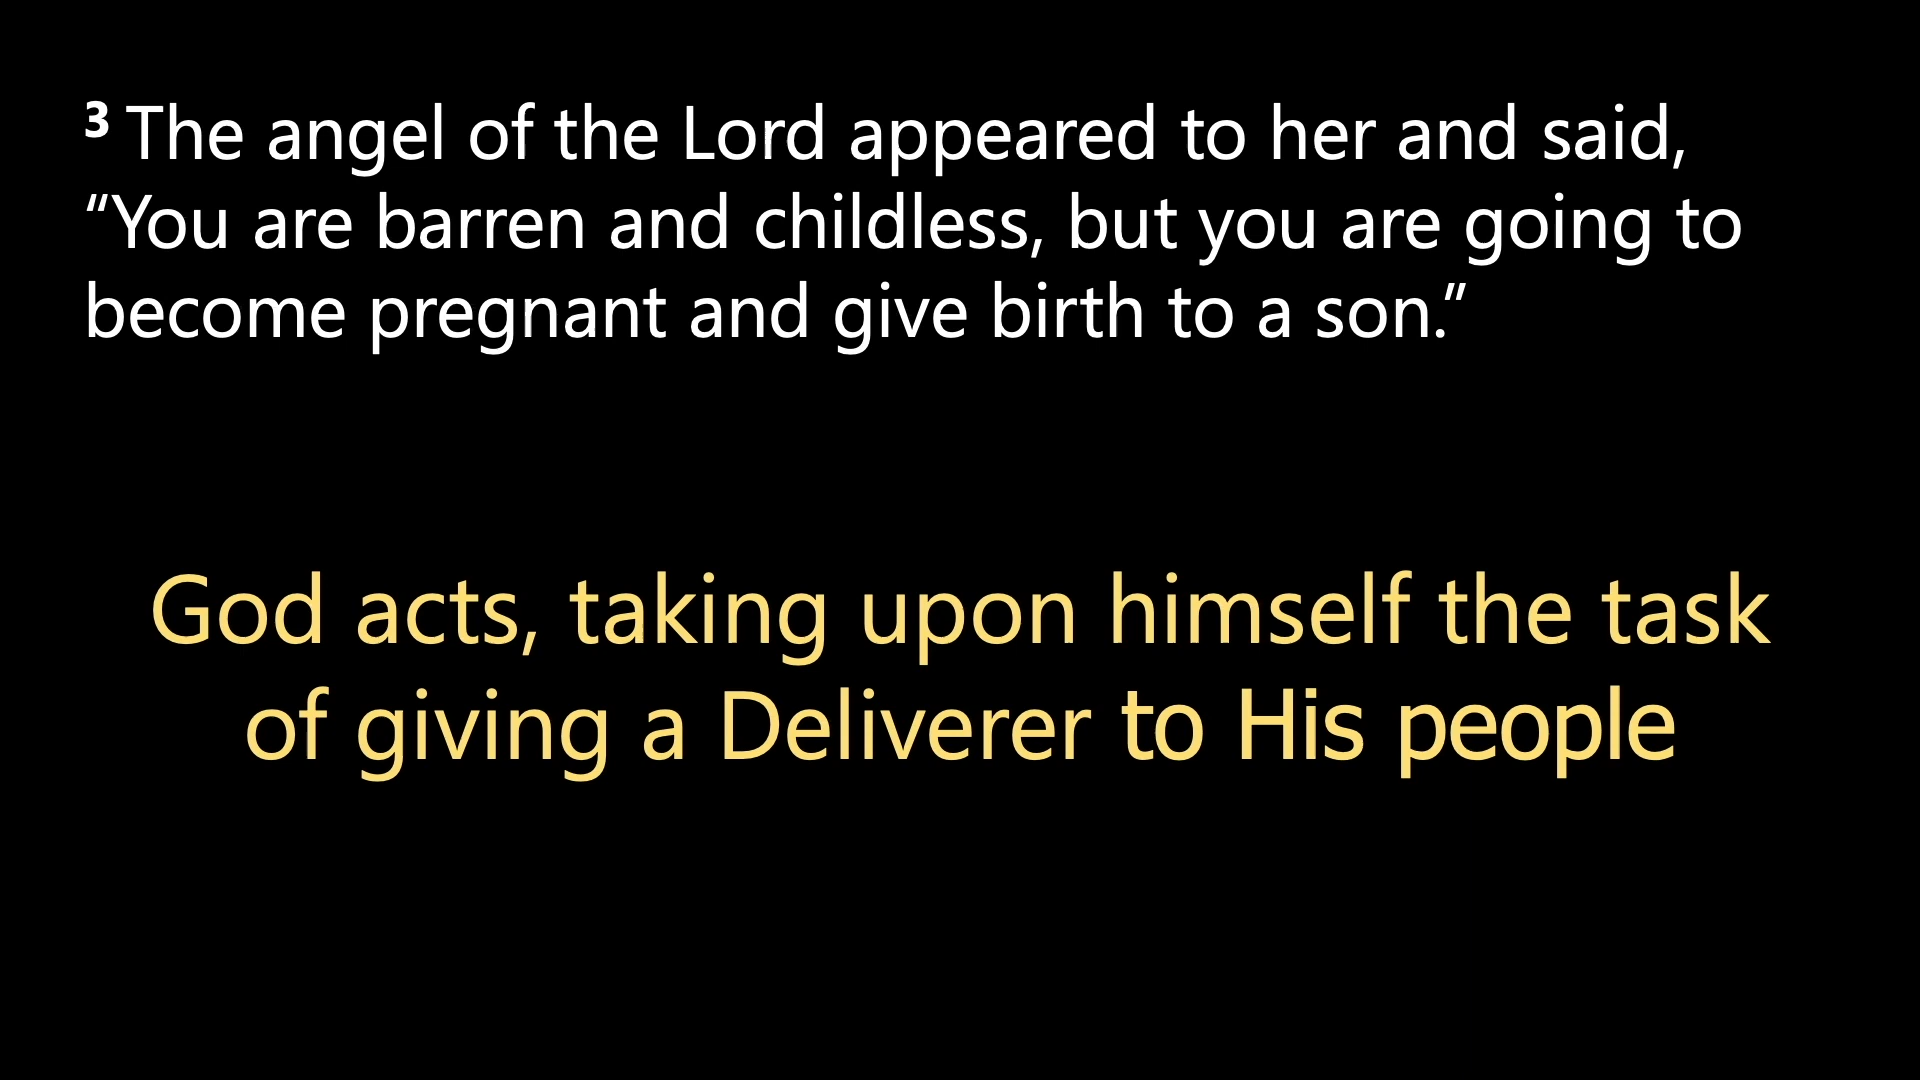 3 The angel of the Lord appeared to her and said,
“You are barren and childless, but you are going to
become pregnant and give birth to a son.”
God acts, taking upon himself the task
of giving a Deliverer to His people